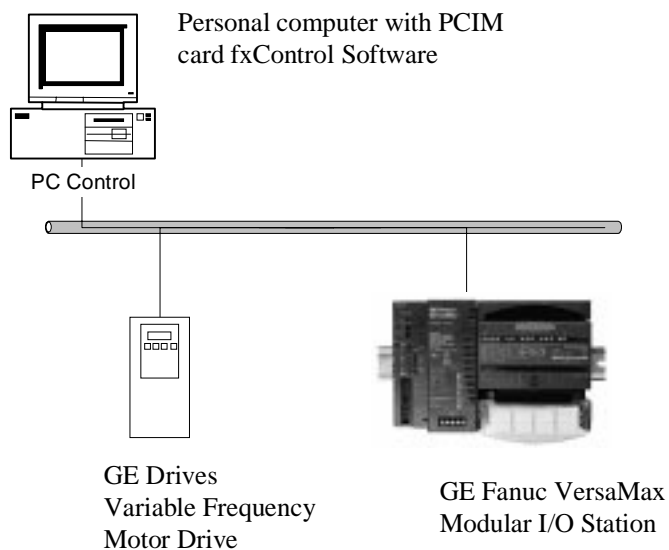 Personal computer with PCIM
card fxControl Software
PC Control
GE Drives
Variable Frequency
Motor Drive
GE Fanuc VersaMax
Modular I/O Station